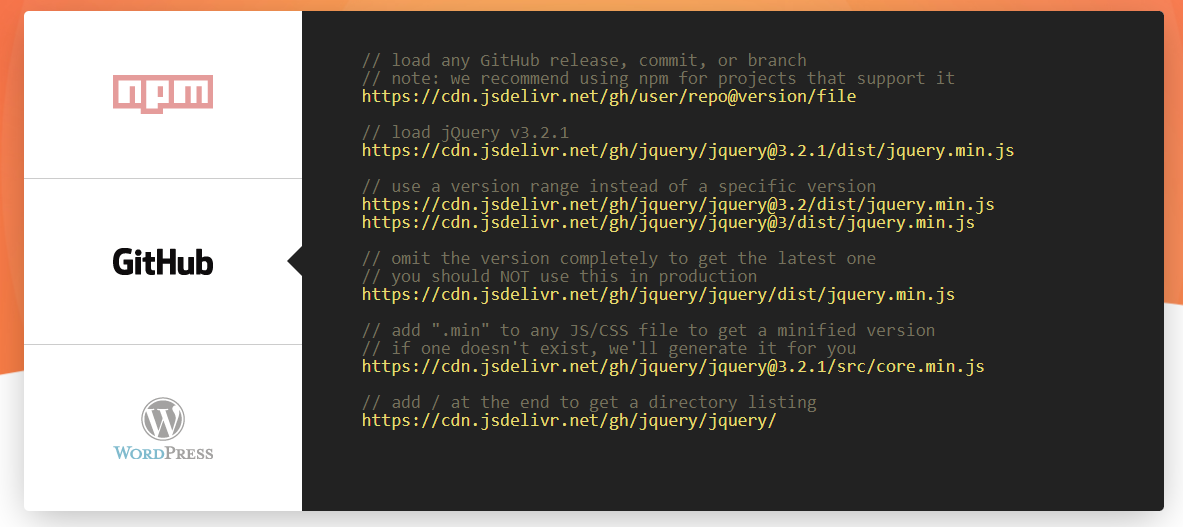 npm
GitHub
WORDPRESS
// load any GitHub release, commit, or branch
// note: we recommend using npm for projects that support it
https://cdn.jsdelivr.net/gh/user/repo@version/file
// load jQuery v3.2.1
https://cdn.jsdelivr.net/gh/jquery/jquery@3.2.1/dist/jquery.min.js
// use a version range instead of a specific version
https://cdn.jsdelivr.net/gh/jquery/jquery@3.2/dist/jquery.min.js
https://cdn.jsdelivr.net/gh/jquery/jquery@3/dist/jquery.min.js
// omit the version completely to get the latest one
// you should NOT use this in production
https://cdn.jsdelivr.net/gh/jquery/jquery/dist/jquery.min.js
// add ".min" to any JS/CSS file to get a minified version
// if one doesn't exist, we'll generate it for you
https://cdn.jsdelivr.net/gh/jquery/jquery@3.2.1/src/core.min.js
// add / at the end to get a directory listing
https://cdn.jsdelivr.net/gh/jquery/jquery/